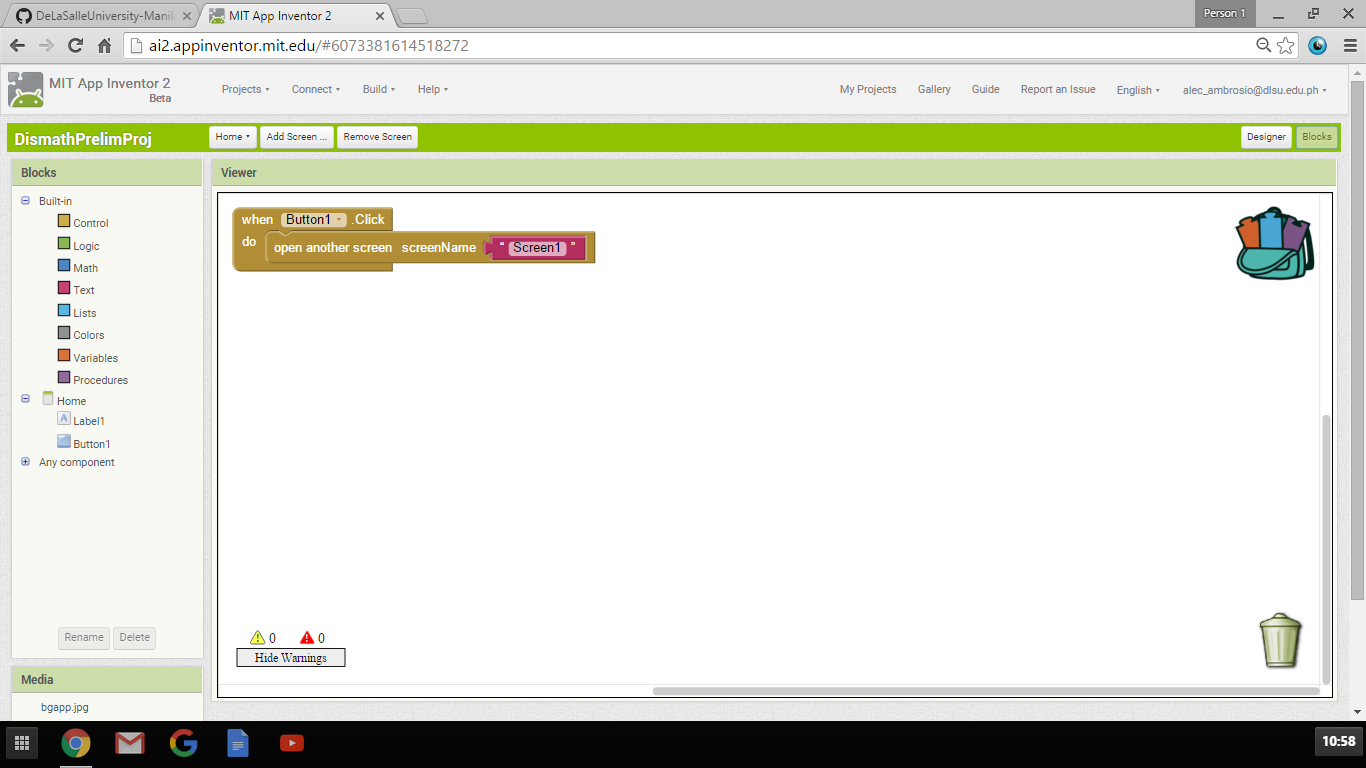 DeLaSalleUniversity-Manil
MIT App Inventor 2
Person 1
ai2.appinventor.mit.edu/#6073381614518272
MIT App Inventor 2
Beta
Projects Connect Build Help
My Projects Gallery Guide Report an Issue English alec_ambrosio@dlsu.edu.ph
DismathPrelimProj Home Add Screen ... Remove Screen Designer Blocks
Blocks
Built-in
Control
Logic
Math
Text
Lists
Colors
Variables
Procedures
Home
Label1
Button1
Any component
Rename Delete
Media
bgapp.jpg
Viewer
when Button1 .Click
do open another screen screenName " Screen1 "
0 0
Hide Warnings
10:58